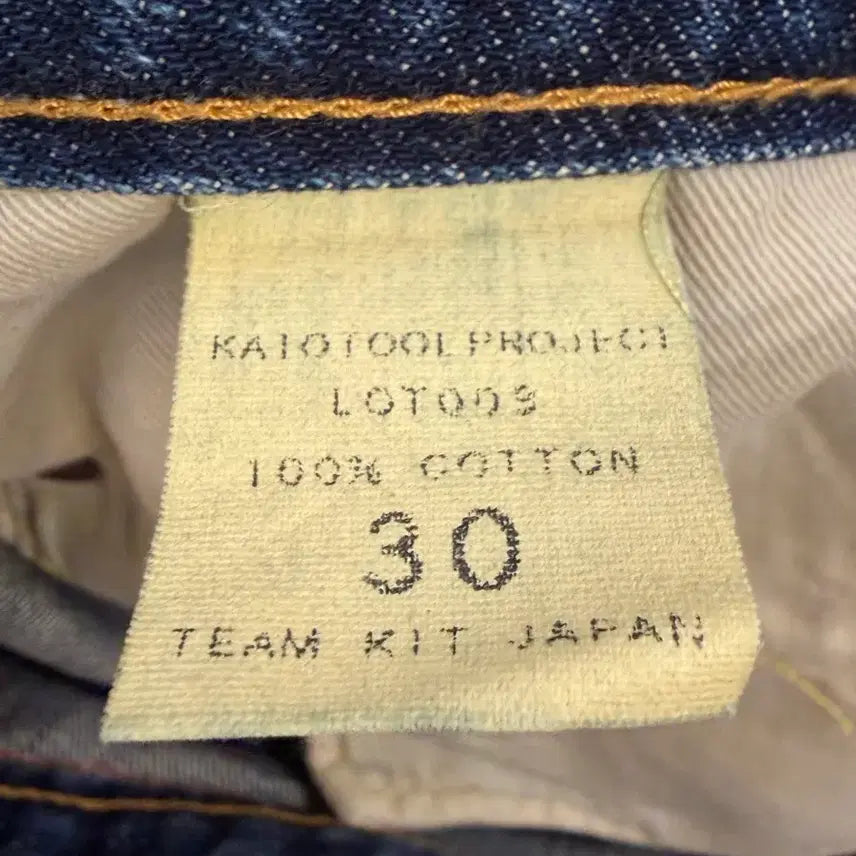 KATOTOOLPROJECT
LOT003
100% COTTON
30
TEAM KIT JAPAN